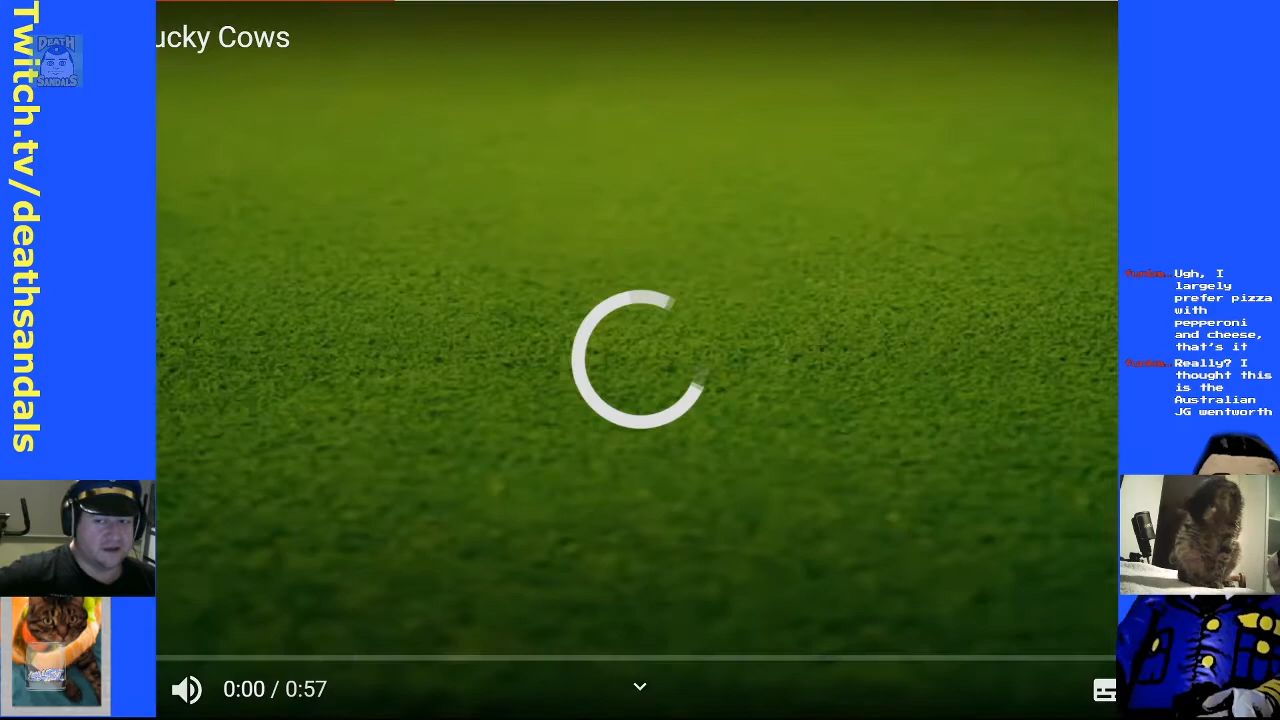 Twitch.tv/deathsandals
DEATH
SANDALS
ucky Cows
Ugh, I
largely
prefer pizza
with
pepperoni
and cheese,
that's it
Really? I
thought this
is the
Australian
JG wentworth
0:00 / 0:57